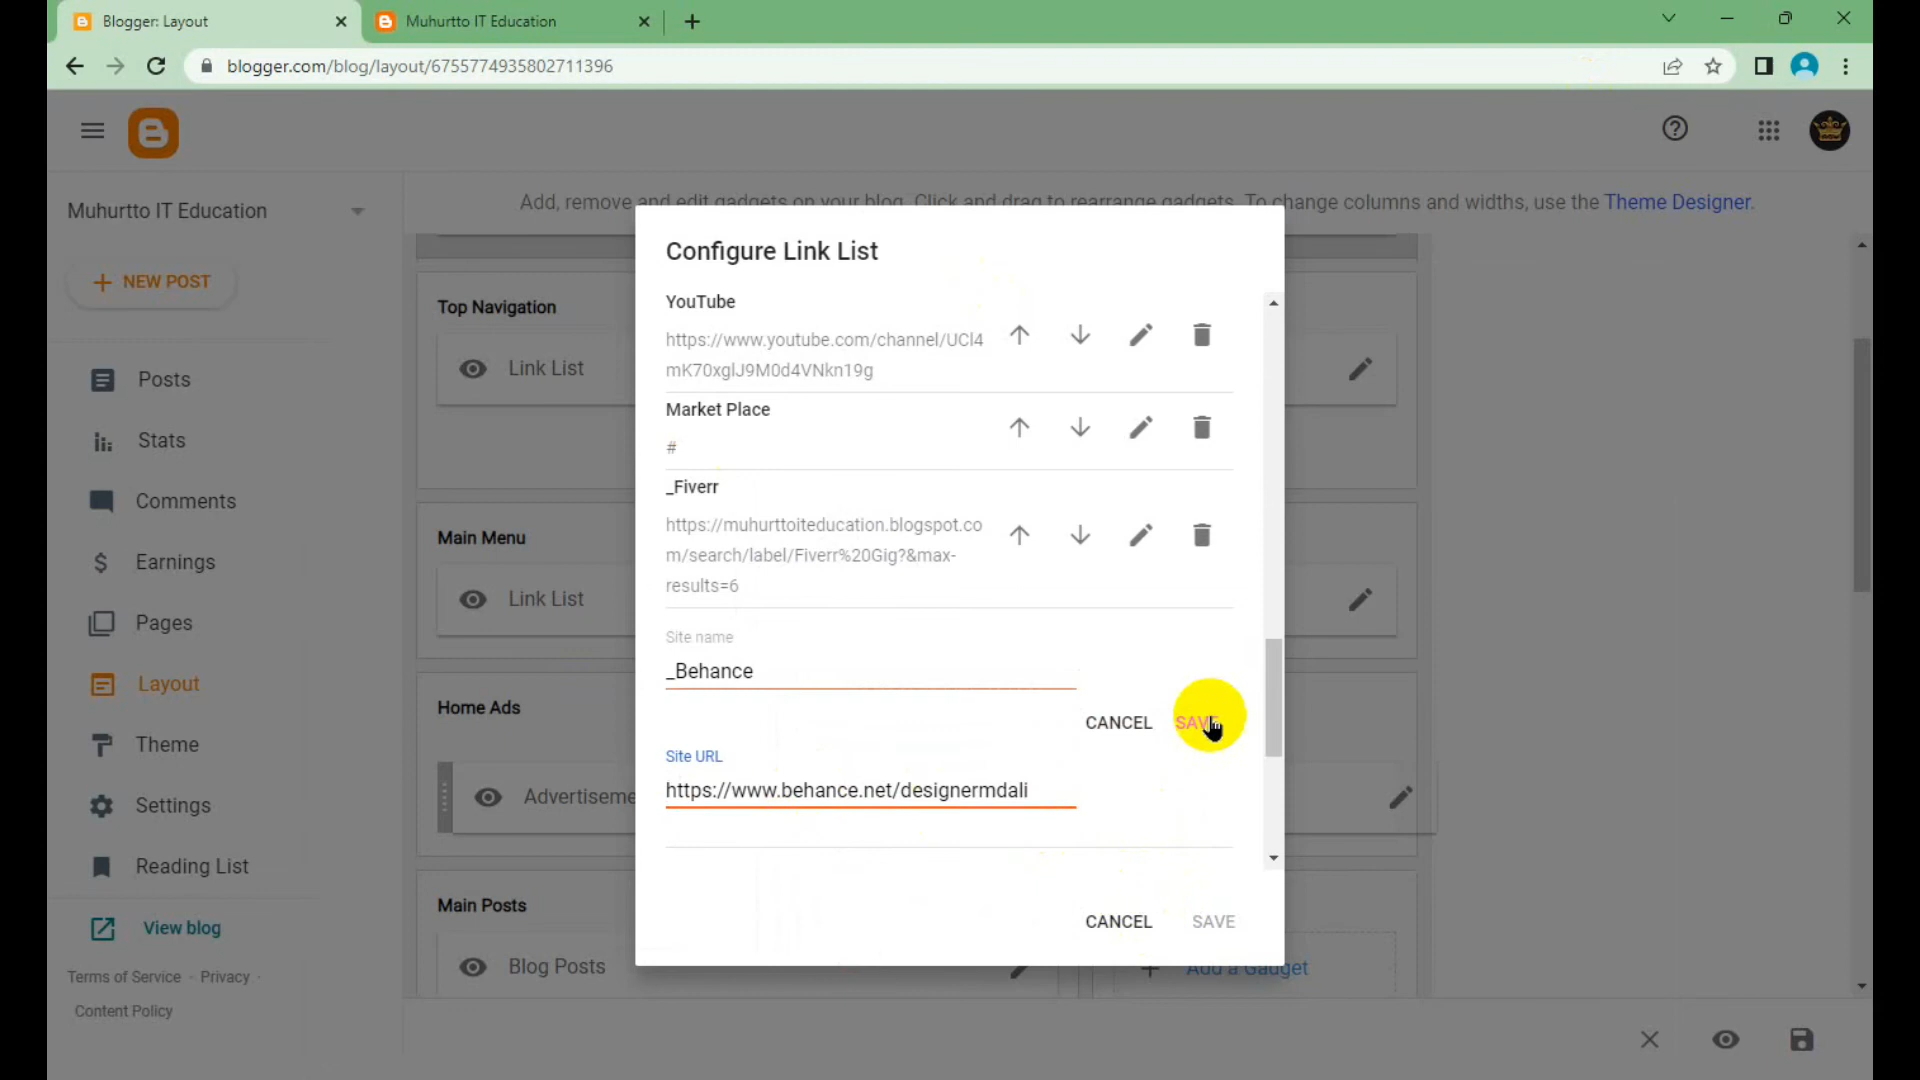 Blogger: Layout
Muhurtto IT Education
blogger.com/blog/layout/6755774935802711396
Muhurtto IT Education
NEW POST
Posts
Stats
Comments
Earnings
Pages
Layout
Theme
Settings
Reading List
View blog
Terms of Service · Privacy ·
Content Policy
Add, remove and edit gadgets on your blog. Click and drag to rearrange gadgets. To change columns and widths, use the Theme Designer.
Top Navigation
Link List
Main Menu
Link List
Home Ads
Advertiseme
Main Posts
Blog Posts
Add a Gadget
Configure Link List
YouTube
https://www.youtube.com/channel/UCl4
mK70xglJ9M0d4VNkn19g
Market Place
#
_Fiverr
https://muhurttoiteducation.blogspot.co
m/search/label/Fiverr%20Gig?&max-
results=6
Site name
_Behance
CANCEL SAVE
Site URL
https://www.behance.net/designermdali
CANCEL SAVE